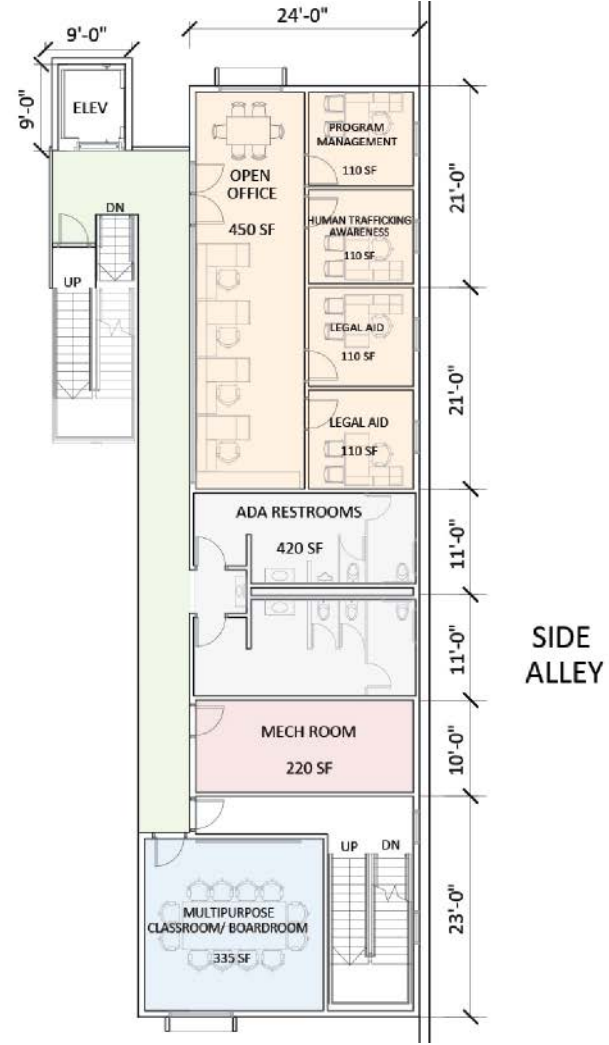 24'-0"
9'-0"
9'-0"
ELEV
PROGRAM
MANAGEMENT
110 SF
OPEN
OFFICE
450 SF
21'-0"
DN
HUMAN TRAFFICKING
AWARENESS
110 SF
UP
LEGAL AID
110 SF
21'-0"
LEGAL AID
110 SF
ADA RESTROOMS
420 SF
11'-0"
11'-0"
SIDE
ALLEY
MECH ROOM
220 SF
10'-0"
UP
DN
MULTIPURPOSE
CLASSROOM/ BOARDROOM
335 SF
23'-0"